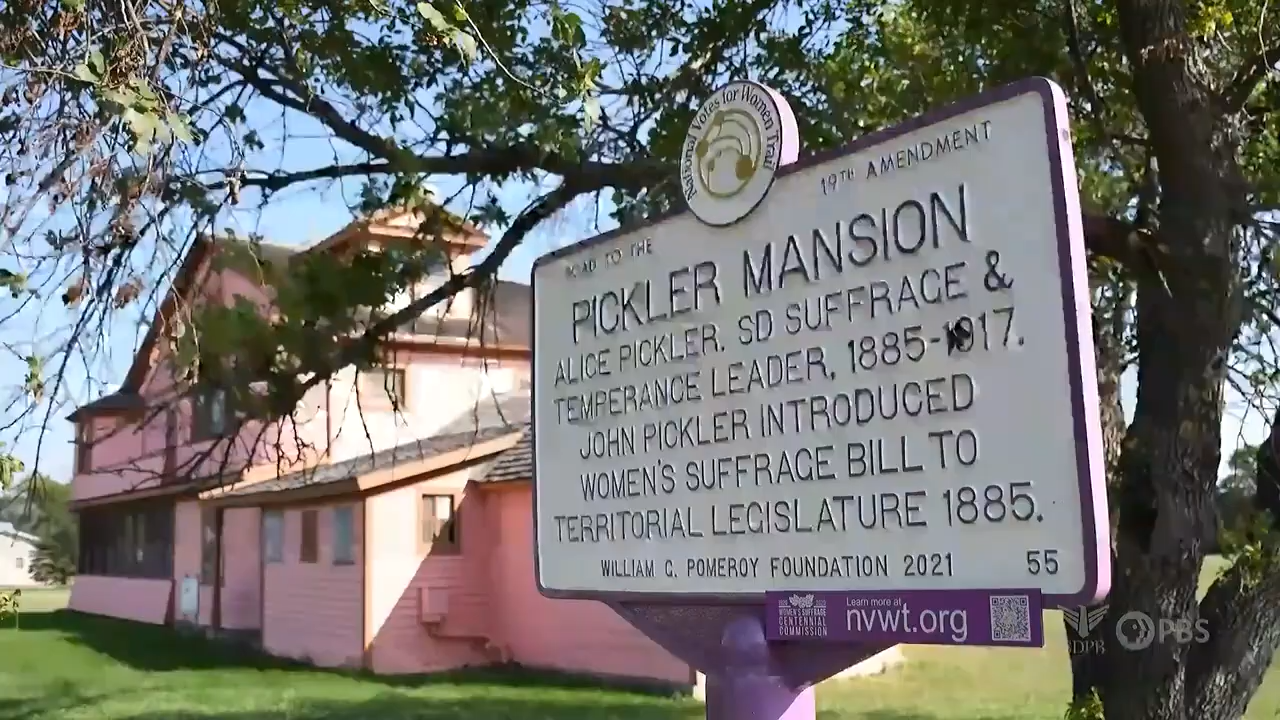 National Votes for Women Trail
ROAD TO THE 19TH AMENDMENT
PICKLER MANSION
ALICE PICKLER, SD SUFFRAGE &
TEMPERANCE LEADER, 1885-1917.
JOHN PICKLER INTRODUCED
WOMEN'S SUFFRAGE BILL TO
TERRITORIAL LEGISLATURE 1885.
WILLIAM G. POMEROY FOUNDATION 2021 55
WOMEN'S SUFFRAGE
CENTENNIAL
COMMISSION
Learn more at
nvwt.org
SDPB PBS